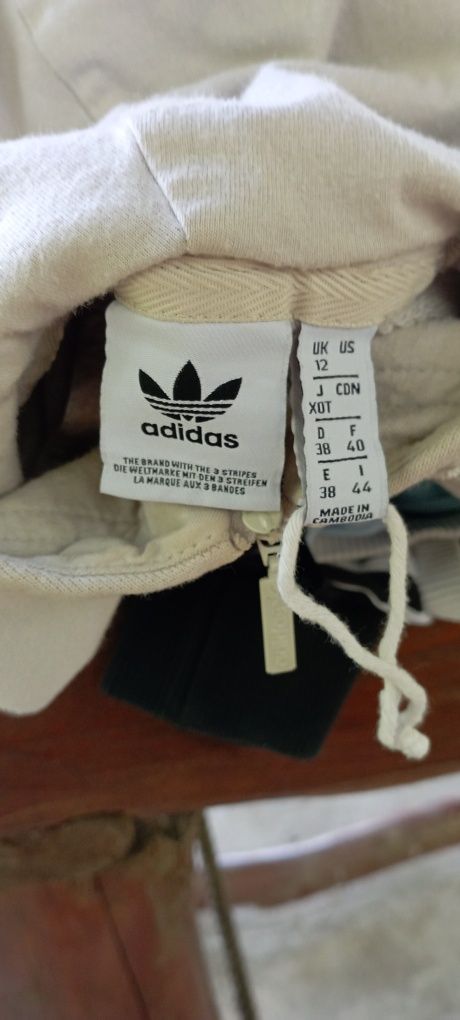 adidas
THE BRAND WITH THE 3 STRIPES
DIE WELTMARKE MIT DEN 3 STREIFEN
LA MARQUE AUX 3 BANDES
UK US
12
J CDN
XOT
D F
38 40
E I
38 44
MADE IN
CAMBODIA